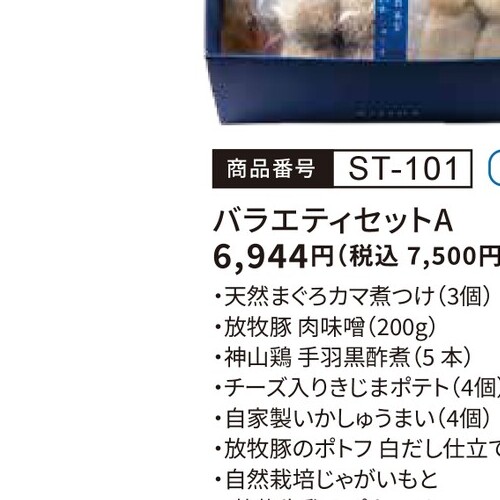 商品番号 ST-101
バラエティセットA
6,944円（税込 7,500円
・天然まぐろカマ煮つけ（3個）
・放牧豚 肉味噌（200g）
・神山鶏 手羽黒酢煮（5 本）
・チーズ入りきじまポテト（4個）
・自家製いかしゅうまい（4個）
・放牧豚のポトフ 白だし仕立て
・自然栽培じゃがいもと